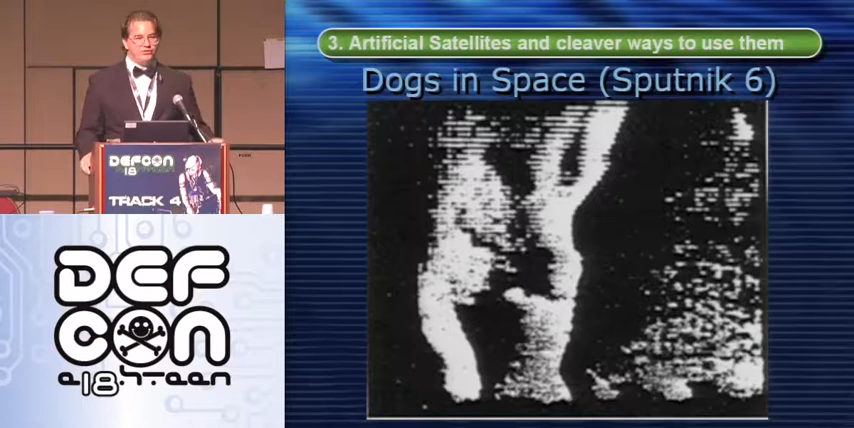 3. Artificial Satellites and cleaver ways to use them
Dogs in Space (Sputnik 6)
DEFCON
18
TRACK 4
DEF
CON
e18hteen